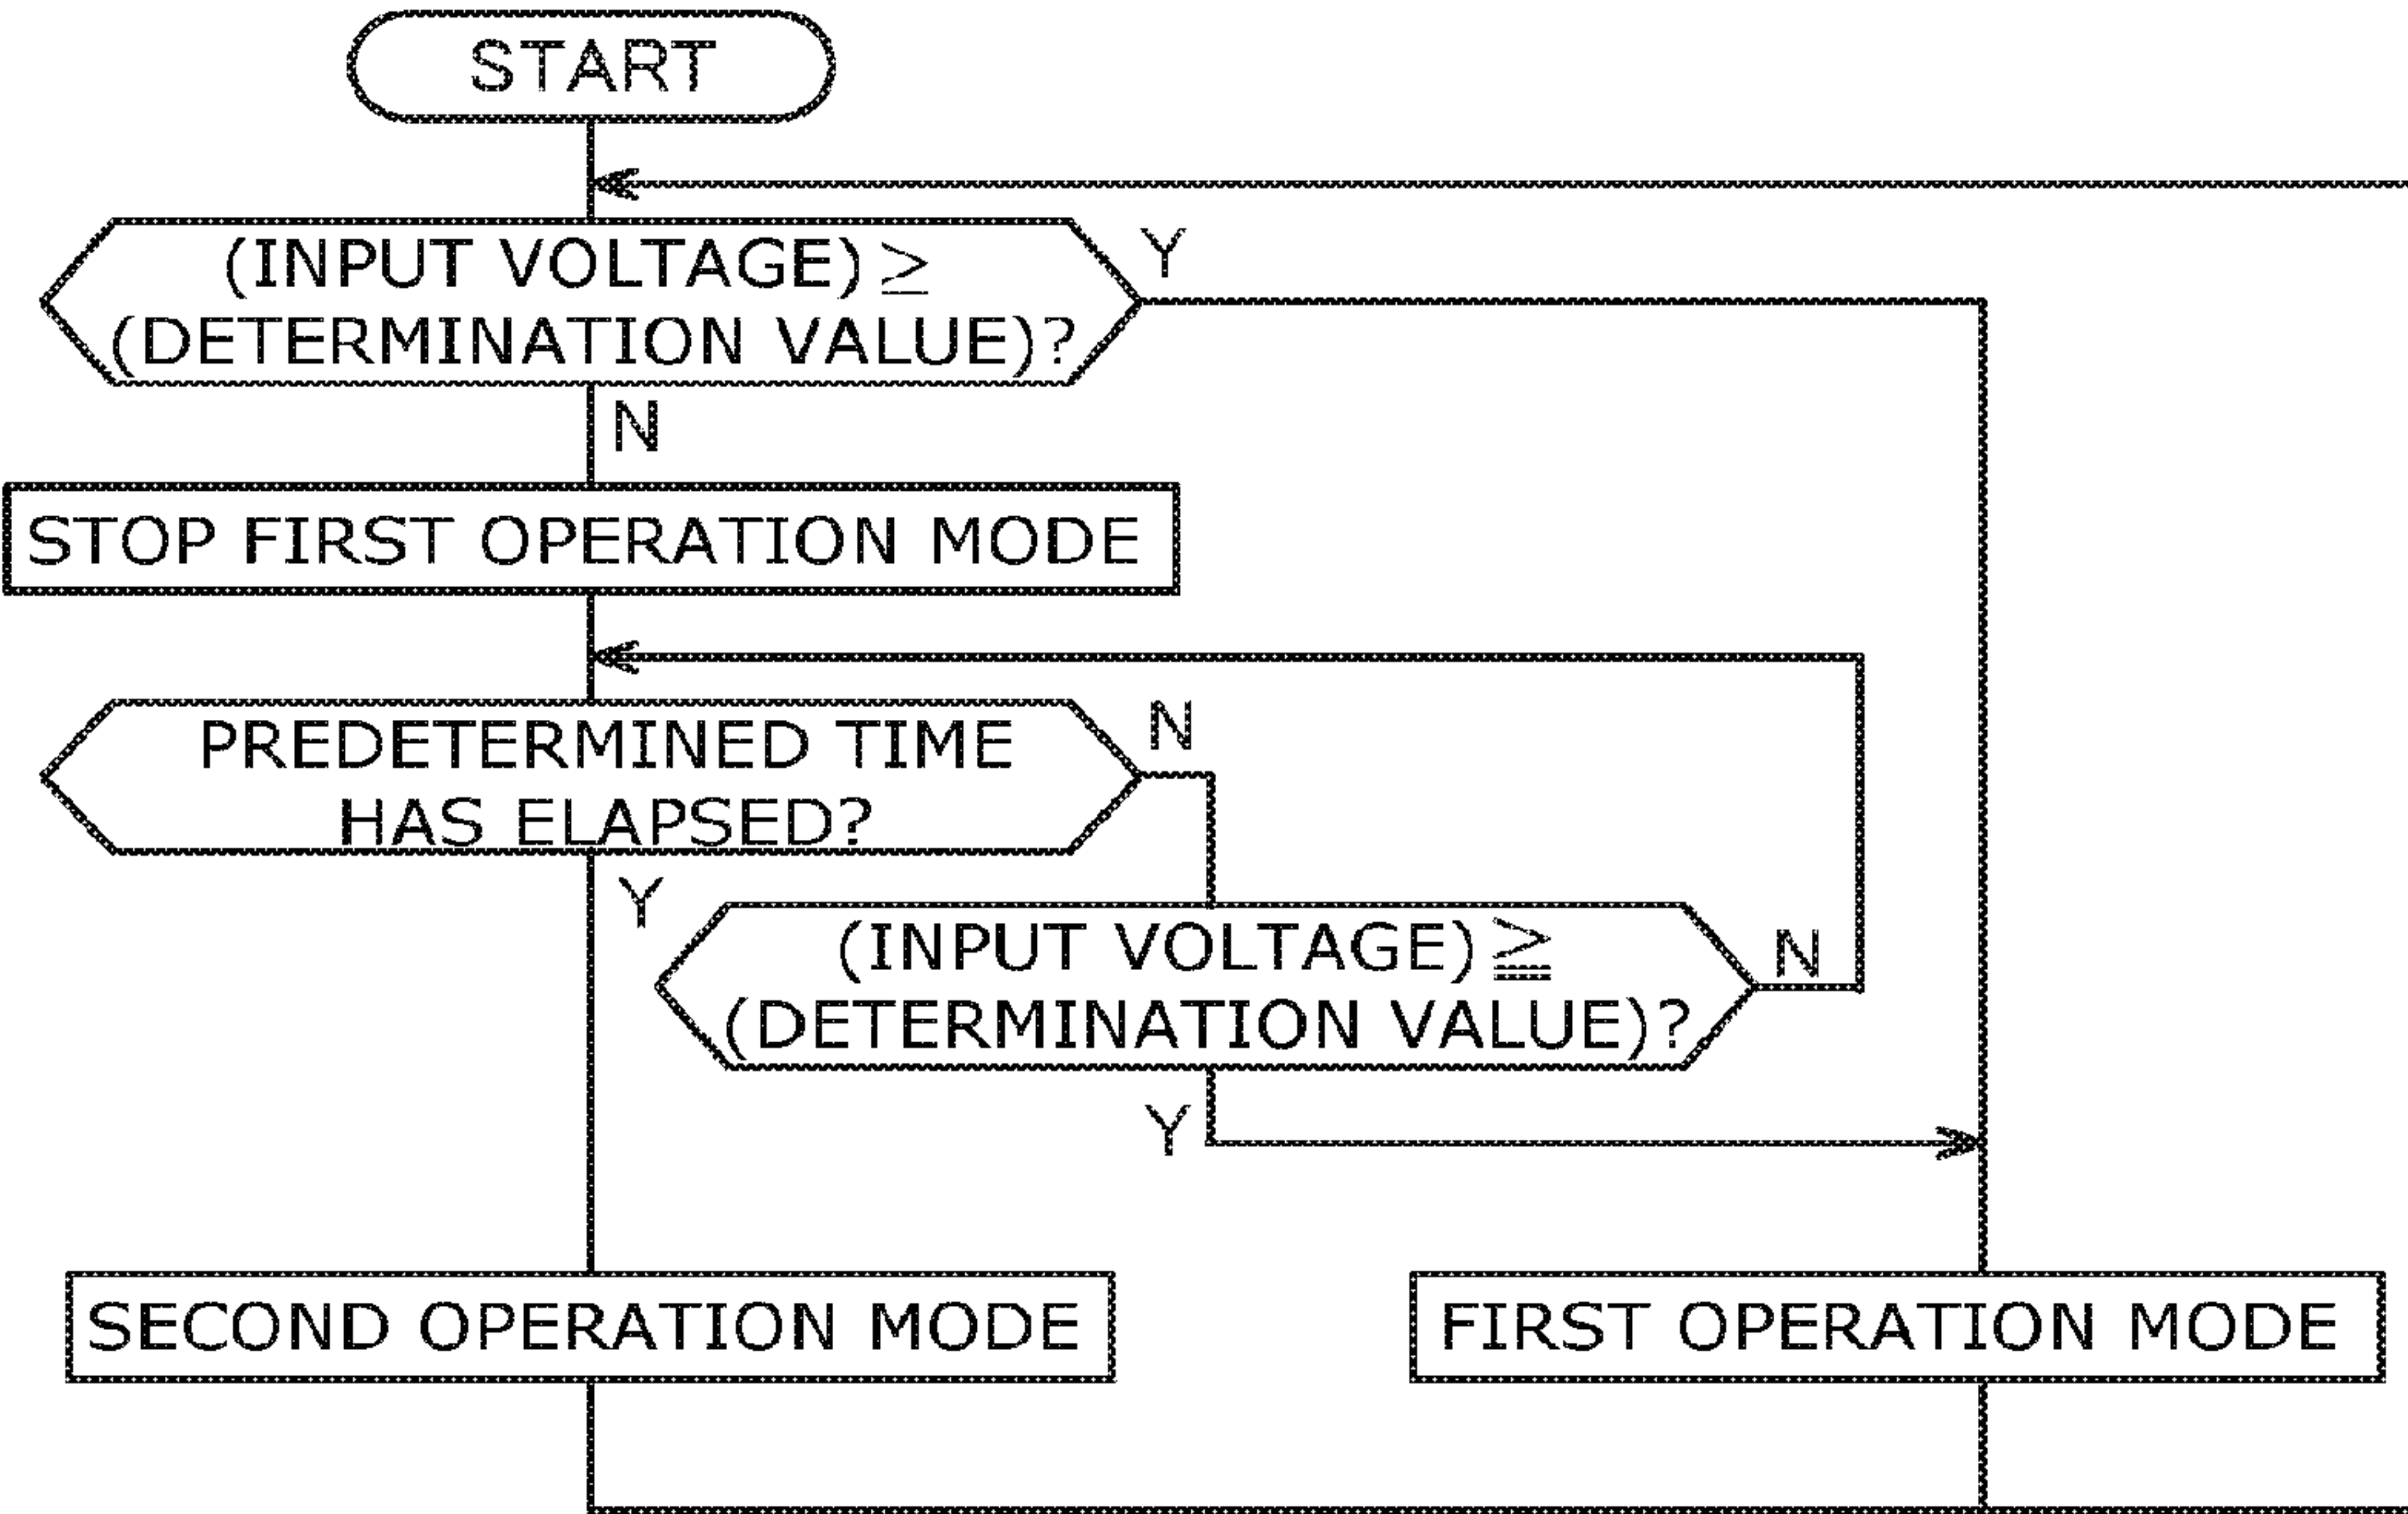 START
(INPUT VOLTAGE) ≥
(DETERMINATION VALUE)?
Y
N
STOP FIRST OPERATION MODE
PREDETERMINED TIME
HAS ELAPSED?
N
Y
(INPUT VOLTAGE) ≧
(DETERMINATION VALUE)?
N
Y
SECOND OPERATION MODE
FIRST OPERATION MODE